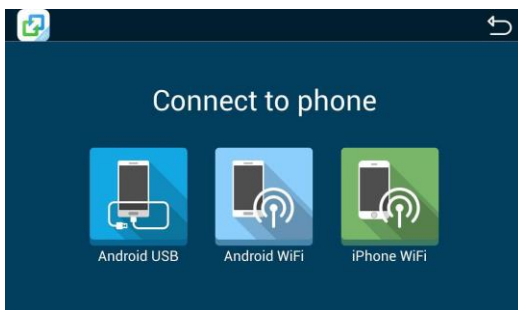 Connect to phone
Android USB
Android WiFi
iPhone WiFi